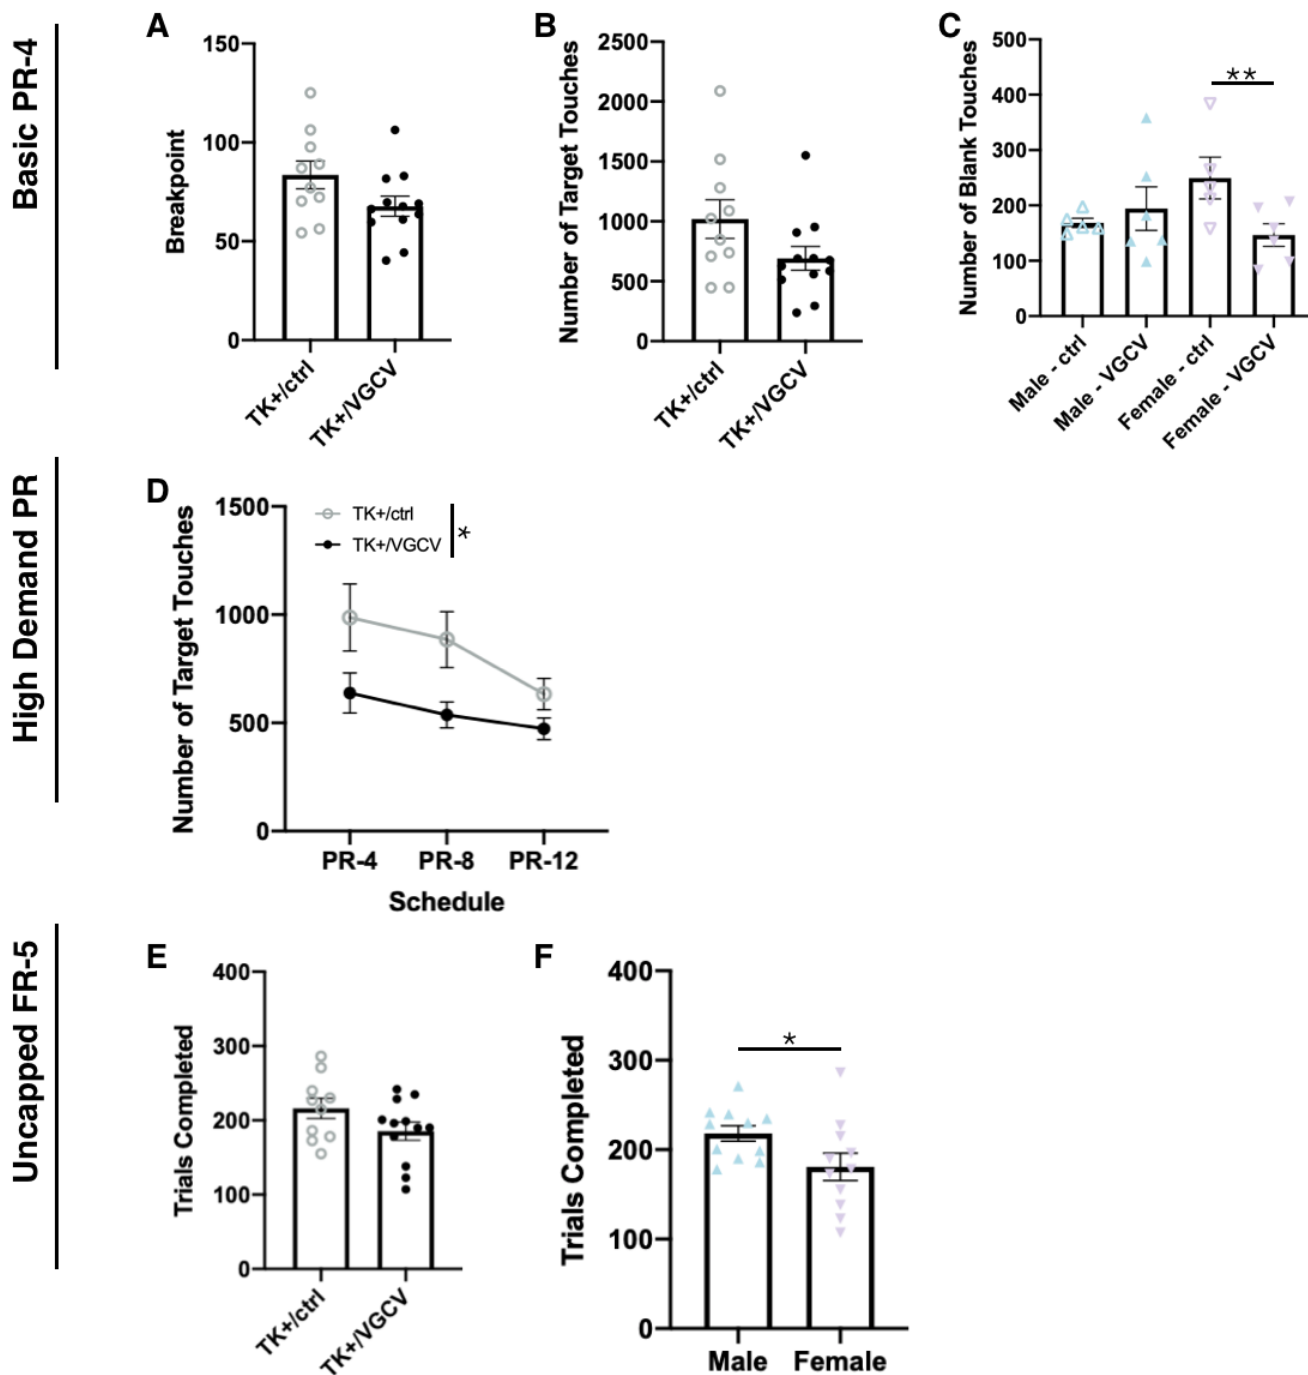 Basic PR-4
A
Breakpoint
150
100
50
0
TK+/ctrl
TK+/VGCV
B
Number of Target Touches
2500
2000
1500
1000
500
0
TK+/ctrl
TK+/VGCV
C
Number of Blank Touches
500
400
300
200
100
0
**
Male - ctrl
Male - VGCV
Female - ctrl
Female - VGCV
High Demand PR
D
Number of Target Touches
1500
1000
500
0
TK+/ctrl
TK+/VGCV
*
PR-4 PR-8 PR-12
Schedule
Uncapped FR-5
E
Trials Completed
400
300
200
100
0
TK+/ctrl
TK+/VGCV
F
Trials Completed
400
300
200
100
0
*
Male Female